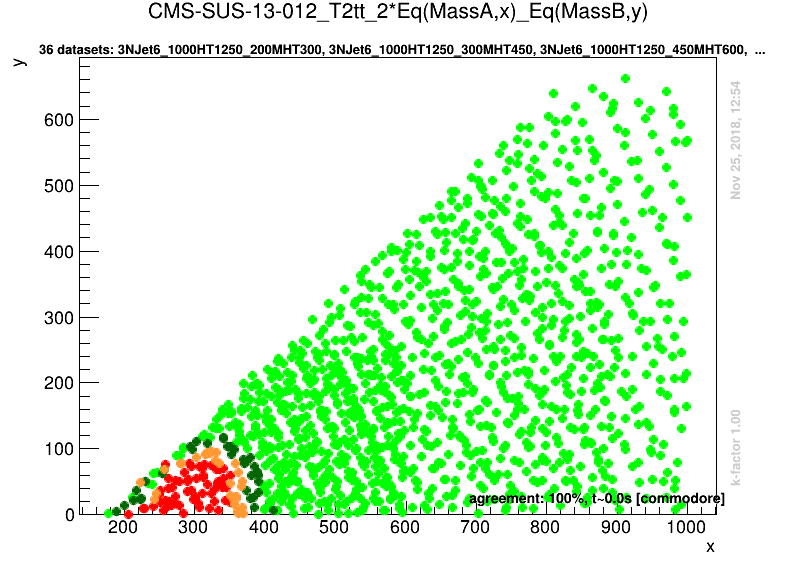 CMS-SUS-13-012_T2tt_2*Eq(MassA,x)_Eq(MassB,y)
36 datasets: 3NJet6_1000HT1250_200MHT300, 3NJet6_1000HT1250_300MHT450, 3NJet6_1000HT1250_450MHT600, ...
y
600
500
400
300
200
100
0
Nov 25, 2018, 12:54
k-factor 1.00
agreement: 100%, t~0.0s [commodore]
200 300 400 500 600 700 800 900 1000
x